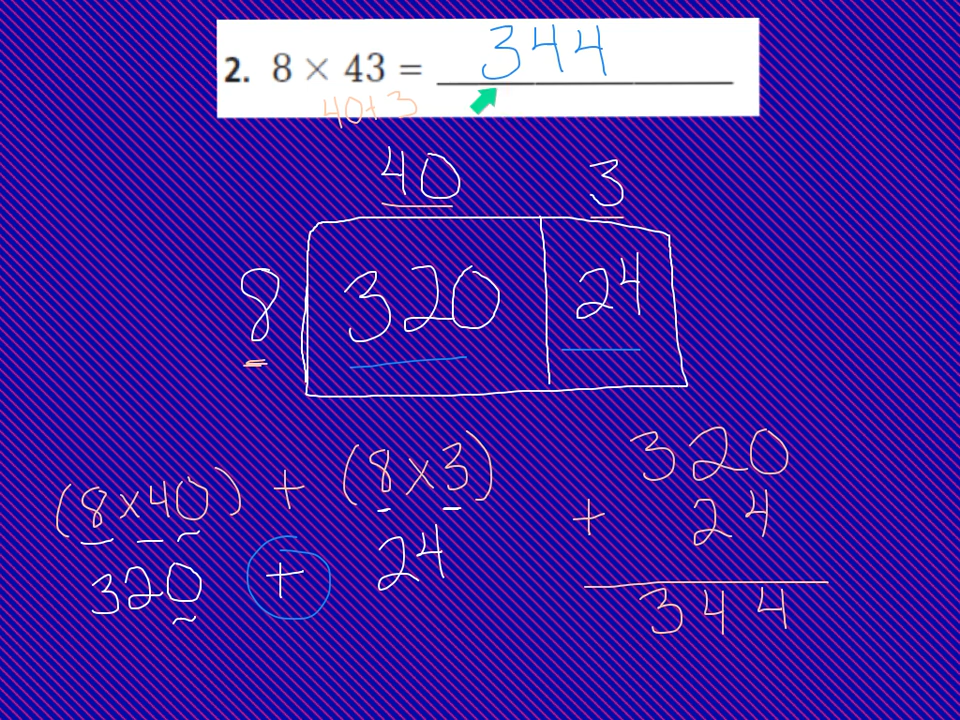 2. 8 × 43 = 344
40+3
40 3
8 320 24
(8×40) + (8×3)
320 + 24
320
+ 24
344